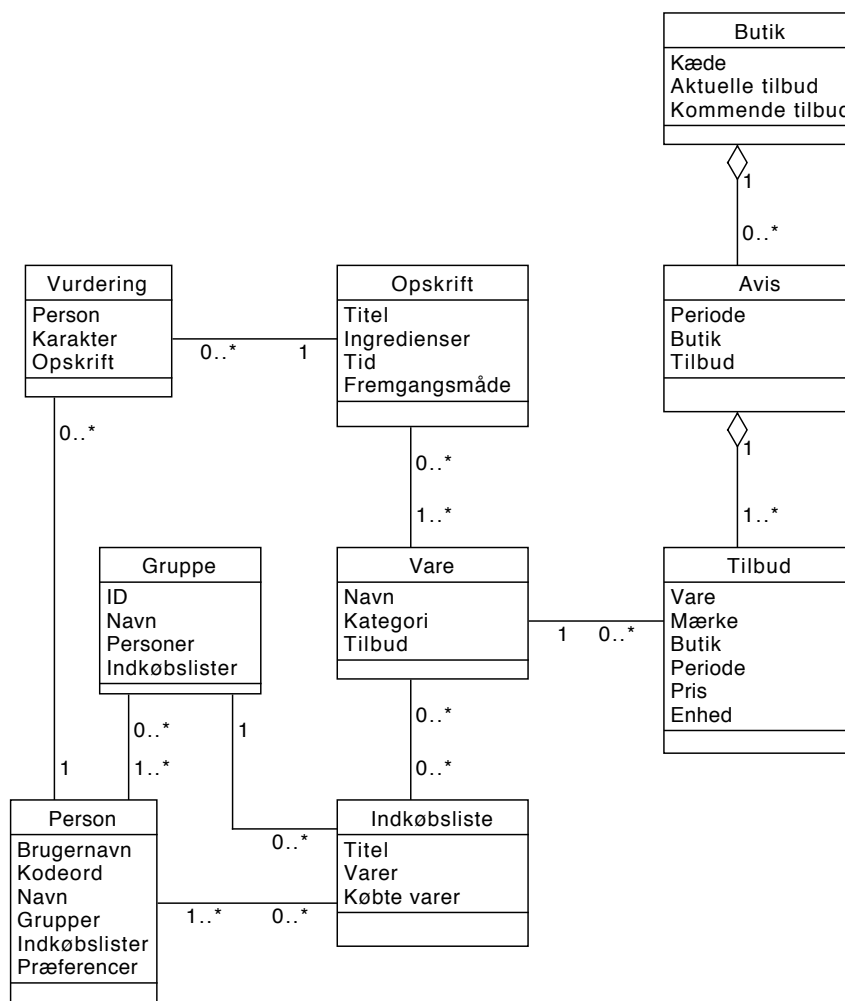 Butik
Kæde
Aktuelle tilbud
Kommende tilbud
1
0..*
Vurdering
Person
Karakter
Opskrift
0..*
1
Opskrift
Titel
Ingredienser
Tid
Fremgangsmåde
Avis
Periode
Butik
Tilbud
0..*
0..*
1..*
1
1..*
Gruppe
ID
Navn
Personer
Indkøbslister
Vare
Navn
Kategori
Tilbud
1
0..*
Tilbud
Vare
Mærke
Butik
Periode
Pris
Enhed
0..*
1..*
1
0..*
0..*
1
0..*
Person
Brugernavn
Kodeord
Navn
Grupper
Indkøbslister
Præferencer
1..*
0..*
Indkøbsliste
Titel
Varer
Købte varer